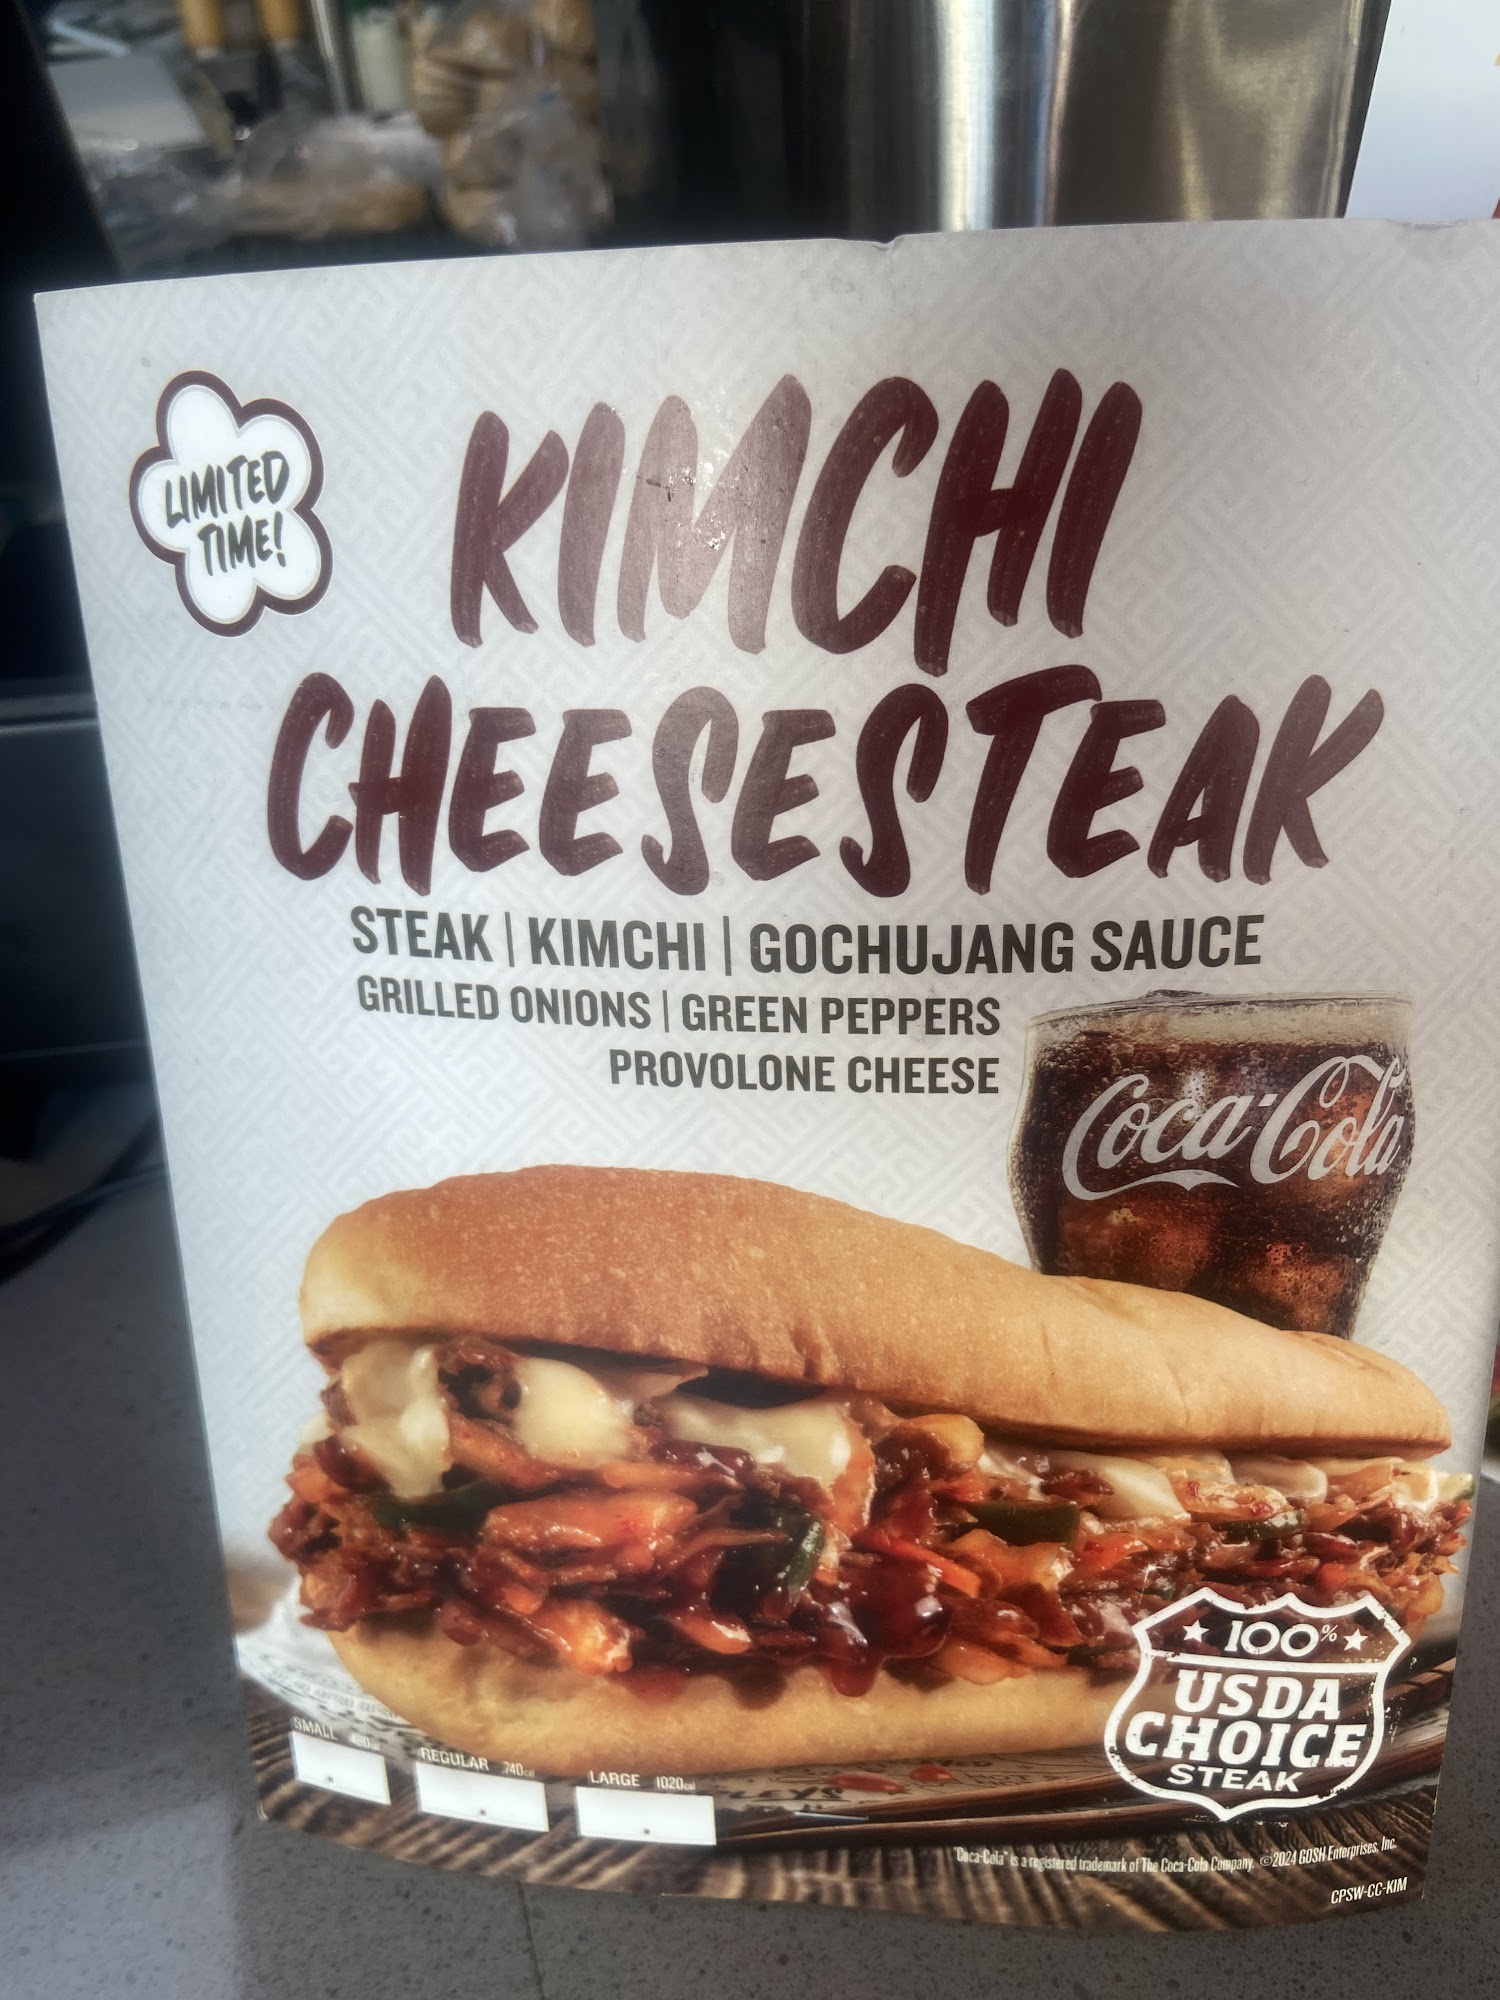 LIMITED
TIME!
KIMCHI
CHEESESTEAK
STEAK | KIMCHI | GOCHUJANG SAUCE
GRILLED ONIONS | GREEN PEPPERS
PROVOLONE CHEESE
Coca-Cola
100%
USDA
CHOICE
STEAK
SMALL
REGULAR 740cal
LARGE 1020cal
"Coca-Cola" is a registered trademark of The Coca-Cola Company. ©2024 GOSH Enterprises, Inc.
CPSW-CC-KIM